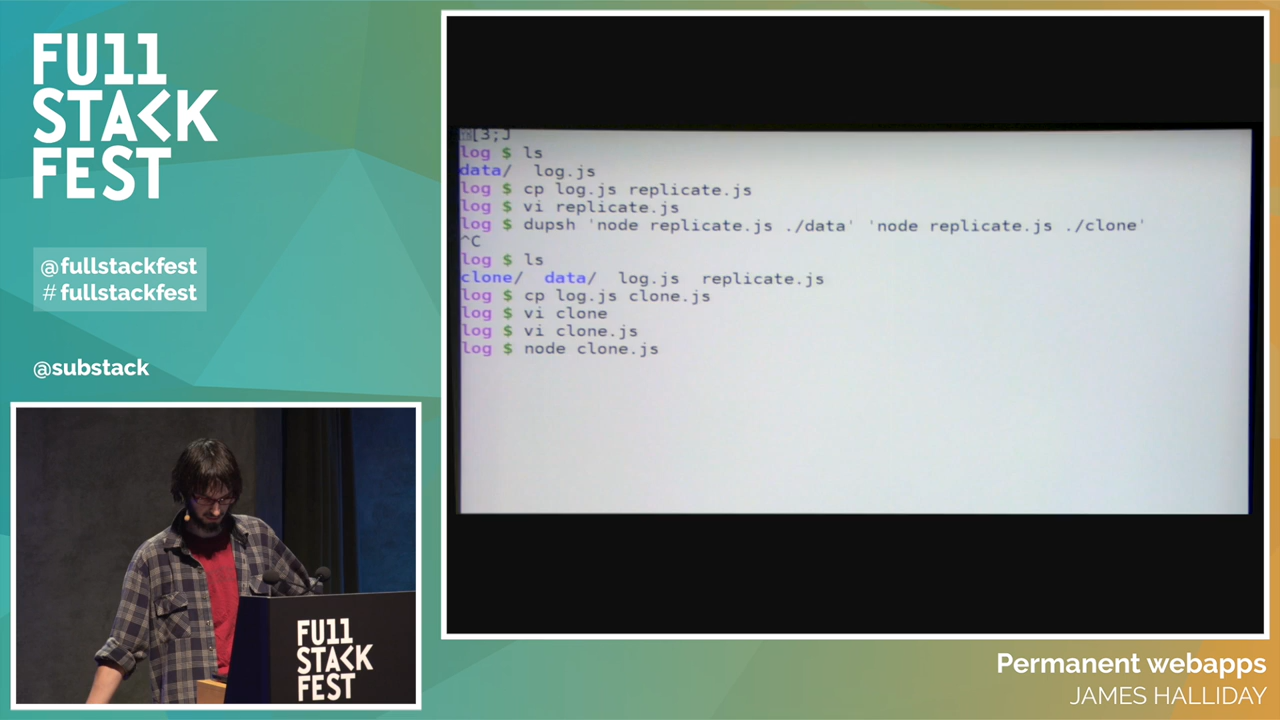 FU11
STACK
FEST
@fullstackfest
# fullstackfest
@substack
[3;J
log $ ls
data/ log.js
log $ cp log.js replicate.js
log $ vi replicate.js
log $ dupsh 'node replicate.js ./data' 'node replicate.js ./clone'
^C
log $ ls
clone/ data/ log.js replicate.js
log $ cp log.js clone.js
log $ vi clone
log $ vi clone.js
log $ node clone.js
FU11
STACK
FEST
Permanent webapps
JAMES HALLIDAY